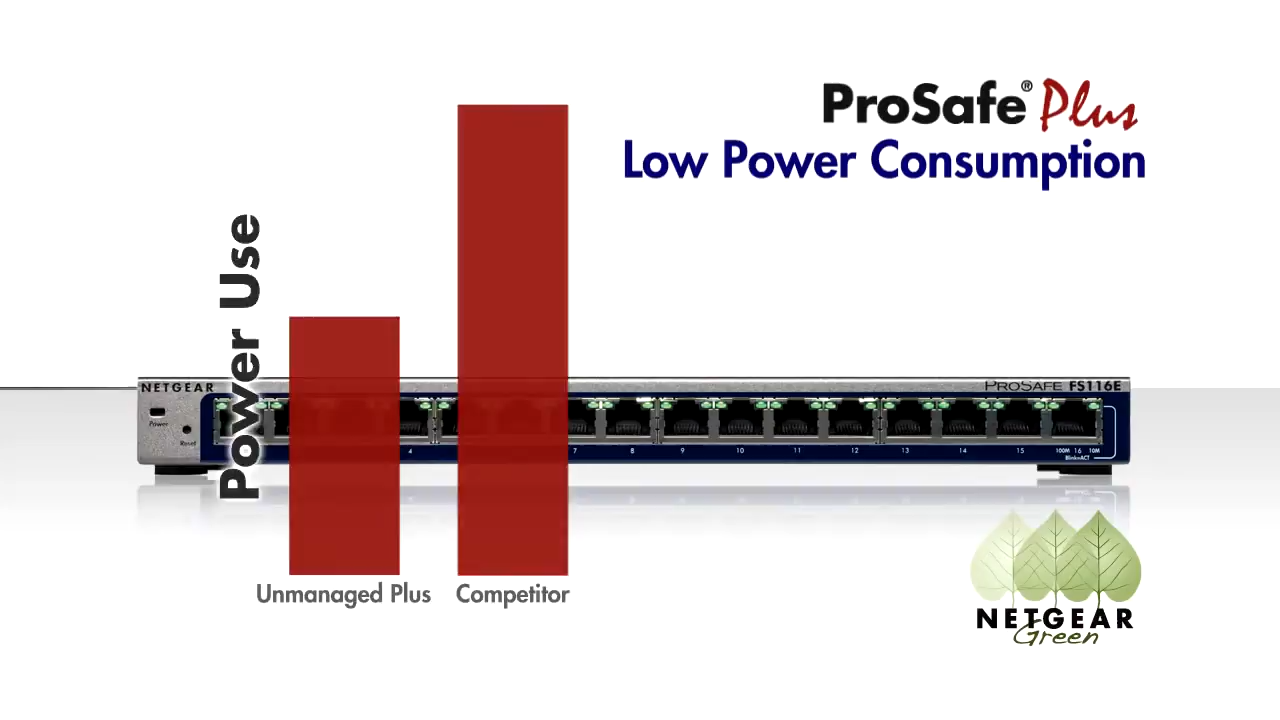 ProSafe® Plus
Low Power Consumption
Power Use
NETGEAR
PROSAFE FS116E
Power
Reset
4 7 8 9 10 11 12 13 14 15 100M 16 10M
Blink=ACT
Unmanaged Plus
Competitor
NETGEAR
Green